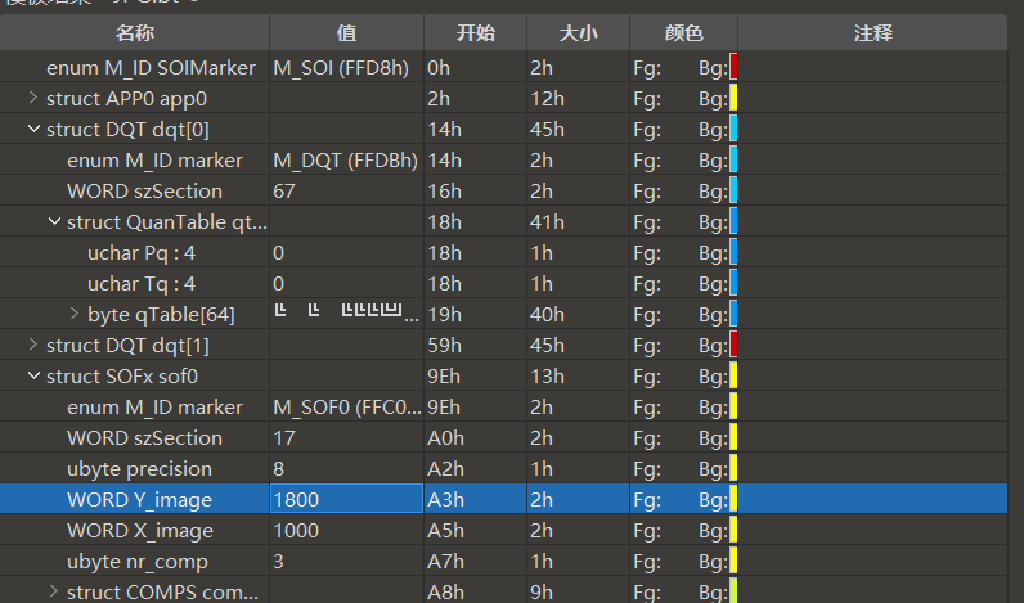 名称 值 开始 大小 颜色 注释
enum M_ID SOIMarker M_SOI (FFD8h) 0h 2h Fg: Bg:
struct APP0 app0 2h 12h Fg: Bg:
struct DQT dqt[0] 14h 45h Fg: Bg:
enum M_ID marker M_DQT (FFDBh) 14h 2h Fg: Bg:
WORD szSection 67 16h 2h Fg: Bg:
struct QuanTable qt... 18h 41h Fg: Bg:
uchar Pq : 4 0 18h 1h Fg: Bg:
uchar Tq : 4 0 18h 1h Fg: Bg:
byte qTable[64] ... 19h 40h Fg: Bg:
struct DQT dqt[1] 59h 45h Fg: Bg:
struct SOFx sof0 9Eh 13h Fg: Bg:
enum M_ID marker M_SOF0 (FFC0... 9Eh 2h Fg: Bg:
WORD szSection 17 A0h 2h Fg: Bg:
ubyte precision 8 A2h 1h Fg: Bg:
WORD Y_image 1800 A3h 2h Fg: Bg:
WORD X_image 1000 A5h 2h Fg: Bg:
ubyte nr_comp 3 A7h 1h Fg: Bg:
struct COMPS com... A8h 9h Fg: Bg: